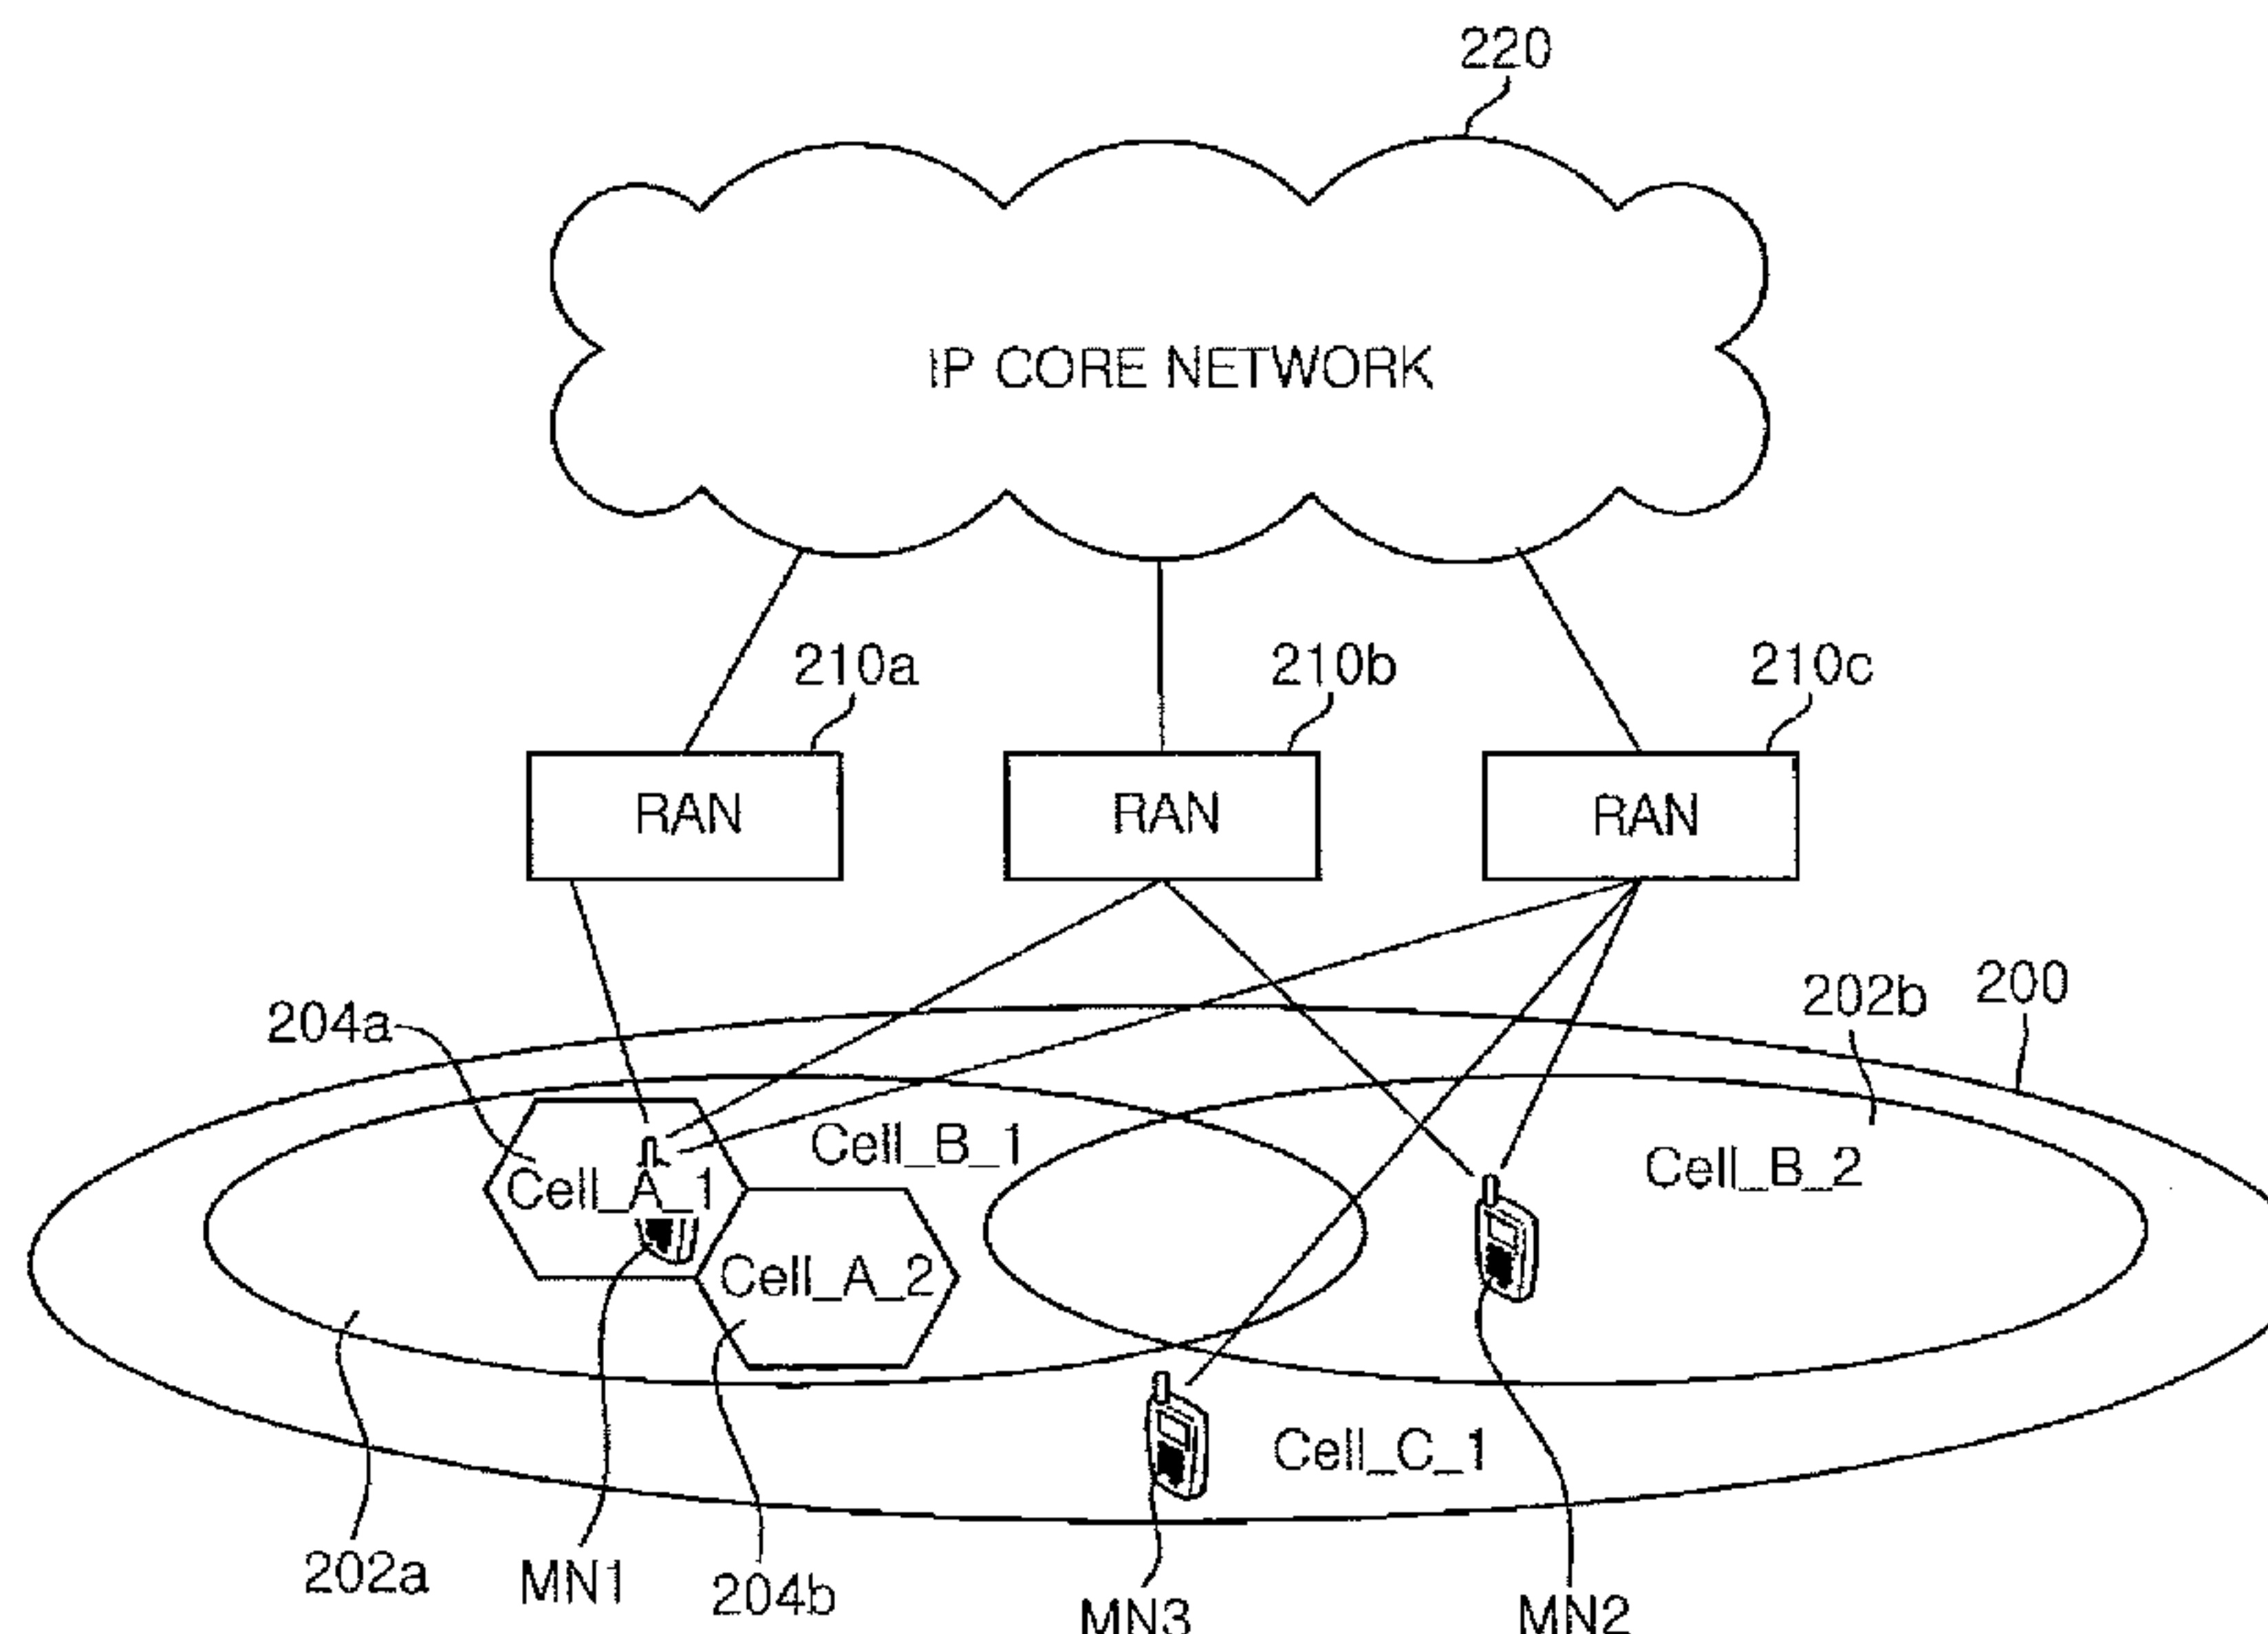 220
IP CORE NETWORK
210a
210b
210c
RAN
RAN
RAN
204a
202b
200
Cell_B_1
Cell_B_2
Cell_A_1
Cell_A_2
Cell_C_1
202a
MN1
204b
MN3
MN2